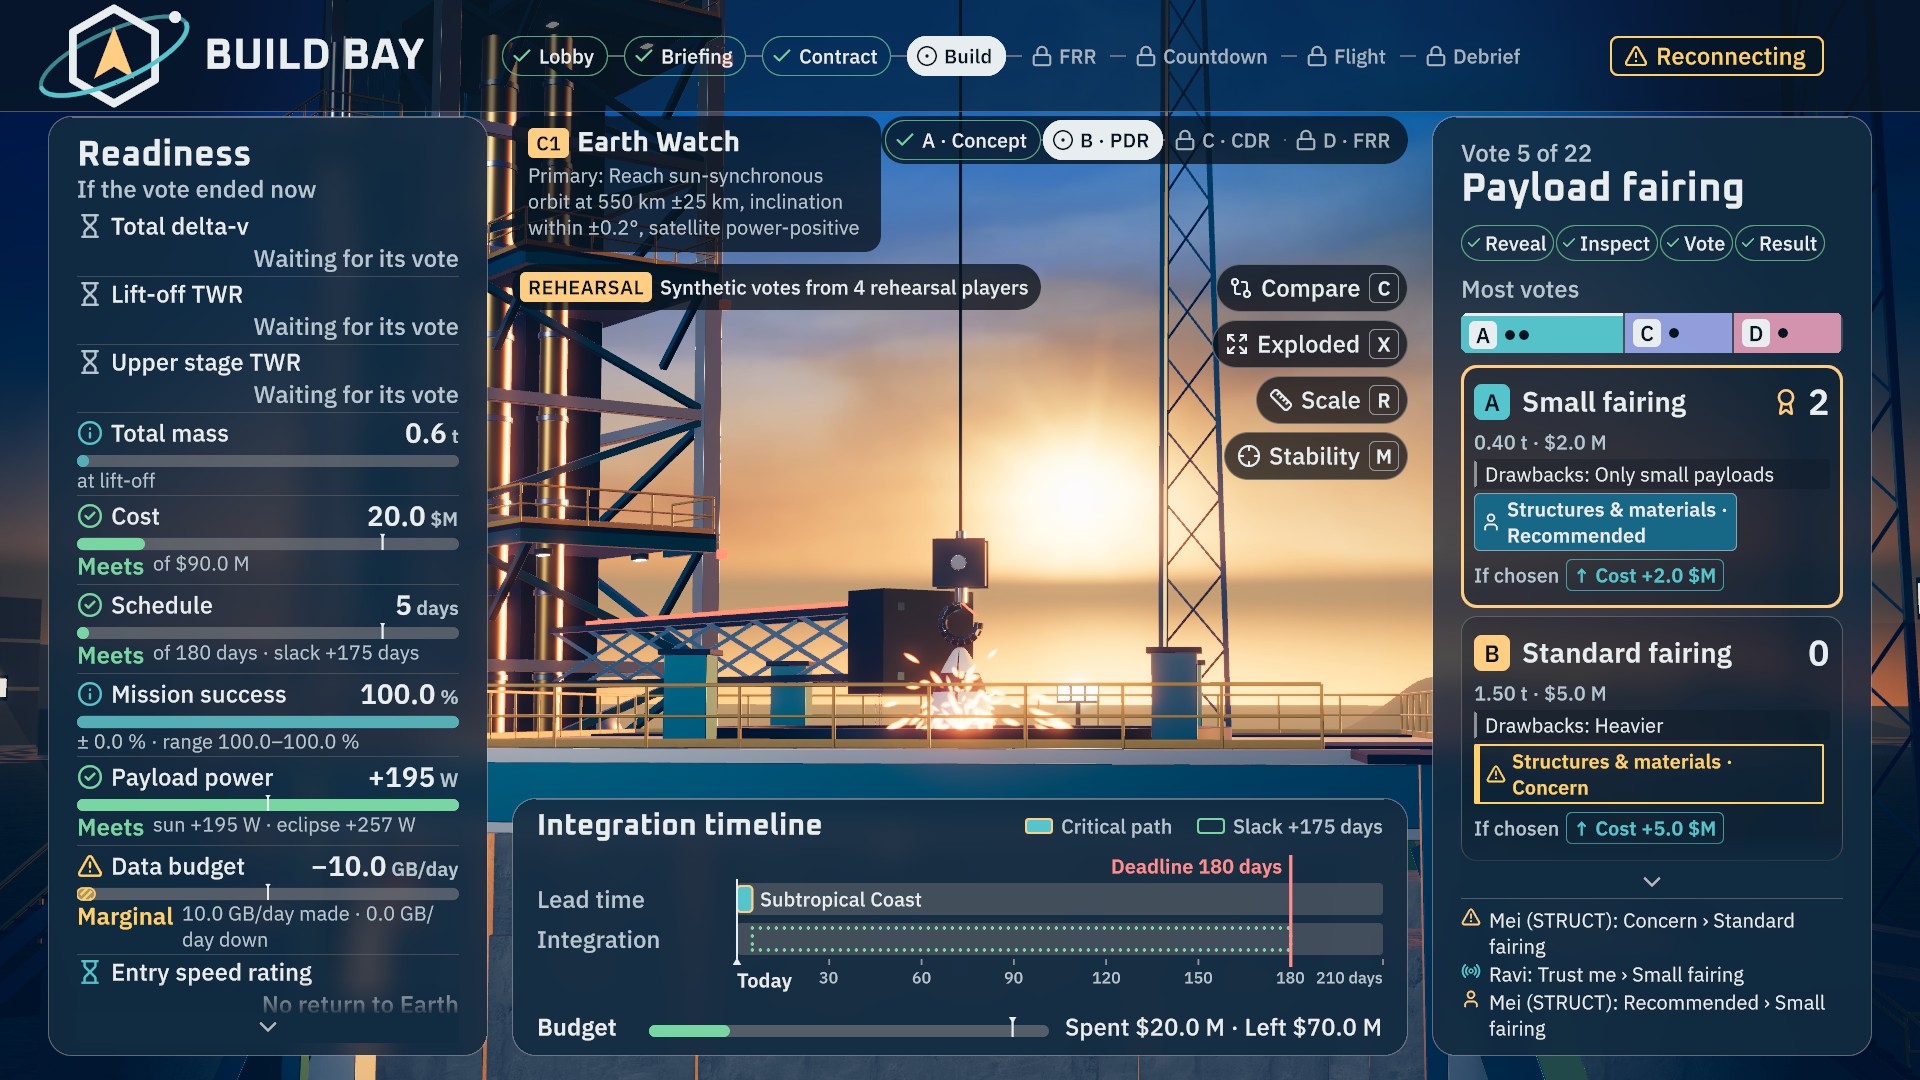 BUILD BAY
Lobby
Briefing
Contract
Build
FRR
Countdown
Flight
Debrief
Reconnecting
Readiness
If the vote ended now
Total delta-v
Waiting for its vote
Lift-off TWR
Waiting for its vote
Upper stage TWR
Waiting for its vote
Total mass 0.6 t
at lift-off
Cost 20.0 $M
Meets of $90.0 M
Schedule 5 days
Meets of 180 days · slack +175 days
Mission success 100.0 %
± 0.0 % · range 100.0–100.0 %
Payload power +195 W
Meets sun +195 W · eclipse +257 W
Data budget −10.0 GB/day
Marginal 10.0 GB/day made · 0.0 GB/
day down
Entry speed rating
No return to Earth
C1 Earth Watch
Primary: Reach sun-synchronous
orbit at 550 km ±25 km, inclination
within ±0.2°, satellite power-positive
A · Concept
B · PDR
C · CDR · D · FRR
REHEARSAL Synthetic votes from 4 rehearsal players
Compare C
Exploded X
Scale R
Stability M
Integration timeline
Critical path
Slack +175 days
Deadline 180 days
Lead time
Subtropical Coast
Integration
Today 30 60 90 120 150 180 210 days
Budget
Spent $20.0 M · Left $70.0 M
Vote 5 of 22
Payload fairing
Reveal
Inspect
Vote
Result
Most votes
A
C
D
A Small fairing 2
0.40 t · $2.0 M
Drawbacks: Only small payloads
Structures & materials ·
Recommended
If chosen ↑ Cost +2.0 $M
B Standard fairing 0
1.50 t · $5.0 M
Drawbacks: Heavier
Structures & materials ·
Concern
If chosen ↑ Cost +5.0 $M
Mei (STRUCT): Concern › Standard
fairing
Ravi: Trust me › Small fairing
Mei (STRUCT): Recommended › Small
fairing